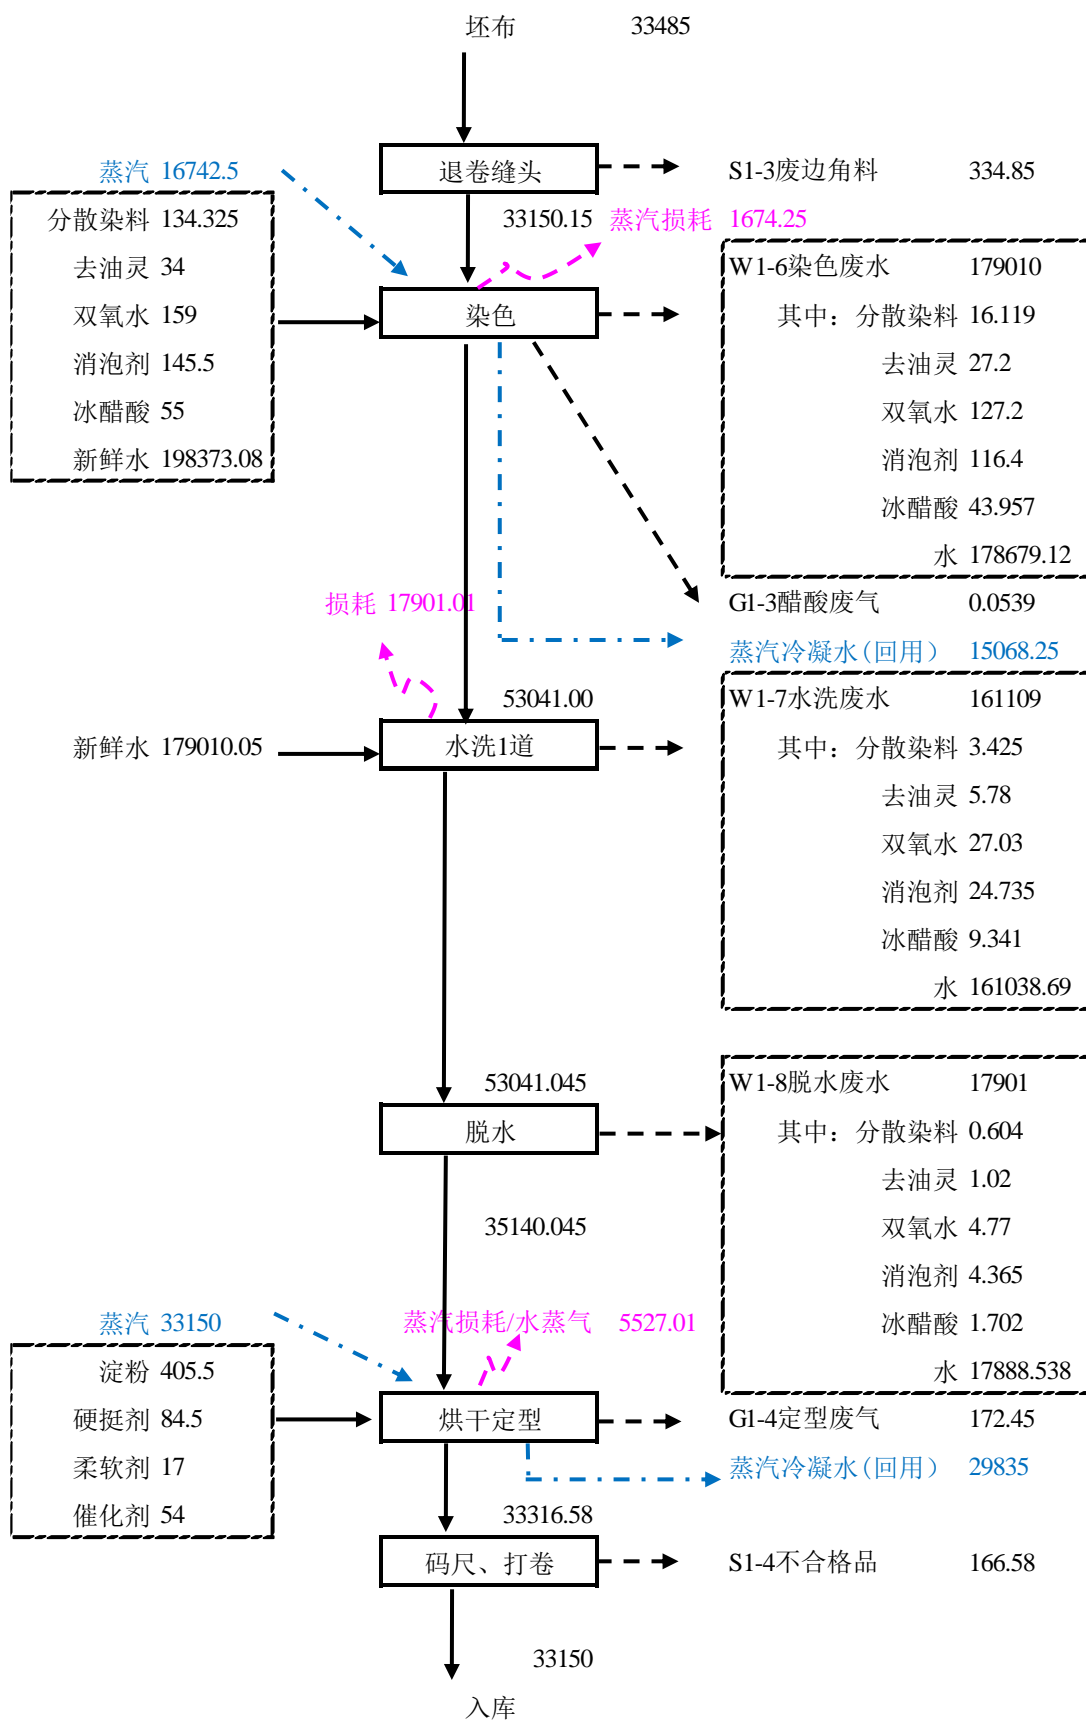 坯布 33485
蒸汽 16742.5
退卷缝头
S1-3废边角料 334.85
分散染料 134.325
33150.15
蒸汽损耗 1674.25
去油灵 34
W1-6染色废水 179010
双氧水 159
染色
其中：分散染料 16.119
消泡剂 145.5
去油灵 27.2
冰醋酸 55
双氧水 127.2
新鲜水 198373.08
消泡剂 116.4
冰醋酸 43.957
水 178679.12
损耗 17901.01
G1-3醋酸废气 0.0539
蒸汽冷凝水（回用） 15068.25
53041.00
W1-7水洗废水 161109
新鲜水 179010.05
水洗1道
其中：分散染料 3.425
去油灵 5.78
双氧水 27.03
消泡剂 24.735
冰醋酸 9.341
水 161038.69
53041.045
W1-8脱水废水 17901
脱水
其中：分散染料 0.604
去油灵 1.02
35140.045
双氧水 4.77
消泡剂 4.365
蒸汽 33150
蒸汽损耗/水蒸气 5527.01
冰醋酸 1.702
淀粉 405.5
水 17888.538
硬挺剂 84.5
烘干定型
G1-4定型废气 172.45
柔软剂 17
蒸汽冷凝水（回用） 29835
催化剂 54
33316.58
码尺、打卷
S1-4不合格品 166.58
33150
入库